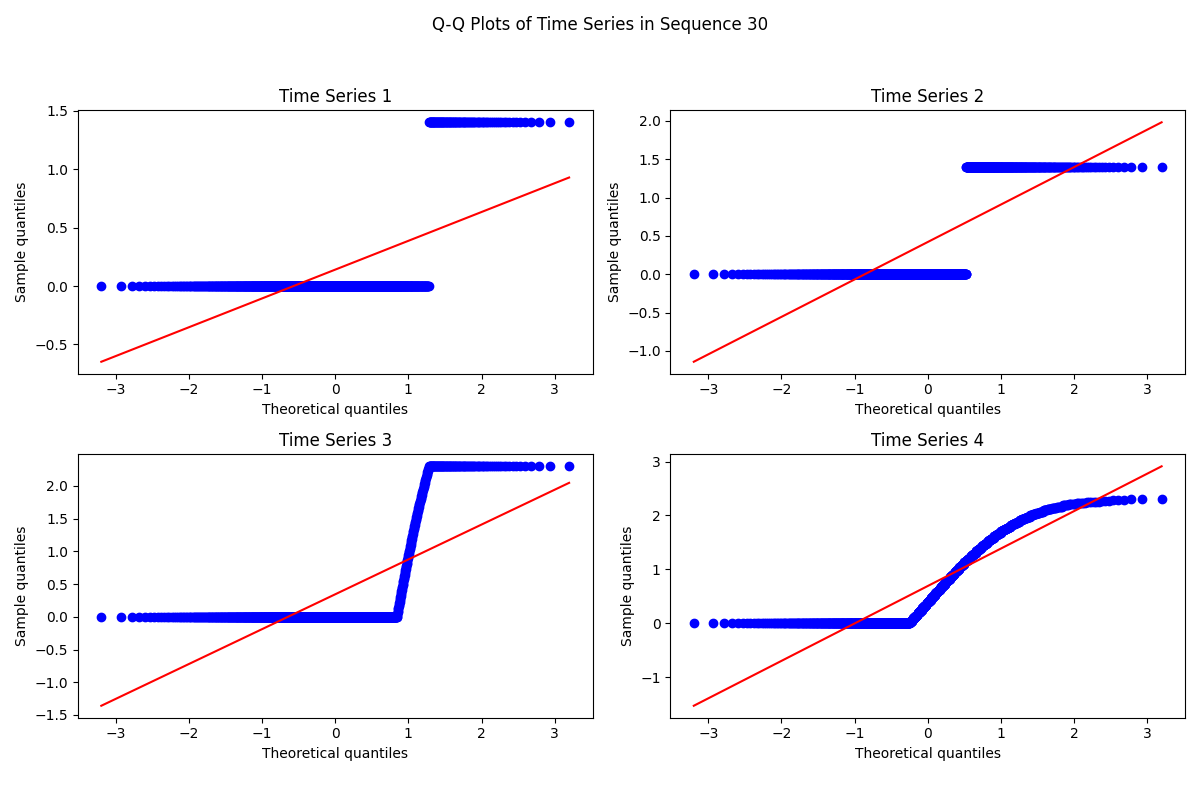 Q-Q Plots of Time Series in Sequence 30
Time Series 1
1.5
1.0
0.5
0.0
−0.5
Sample quantiles
−3 −2 −1 0 1 2 3
Theoretical quantiles
Time Series 2
2.0
1.5
1.0
0.5
0.0
−0.5
−1.0
Sample quantiles
−3 −2 −1 0 1 2 3
Theoretical quantiles
Time Series 3
2.0
1.5
1.0
0.5
0.0
−0.5
−1.0
−1.5
Sample quantiles
−3 −2 −1 0 1 2 3
Theoretical quantiles
Time Series 4
3
2
1
0
−1
Sample quantiles
−3 −2 −1 0 1 2 3
Theoretical quantiles